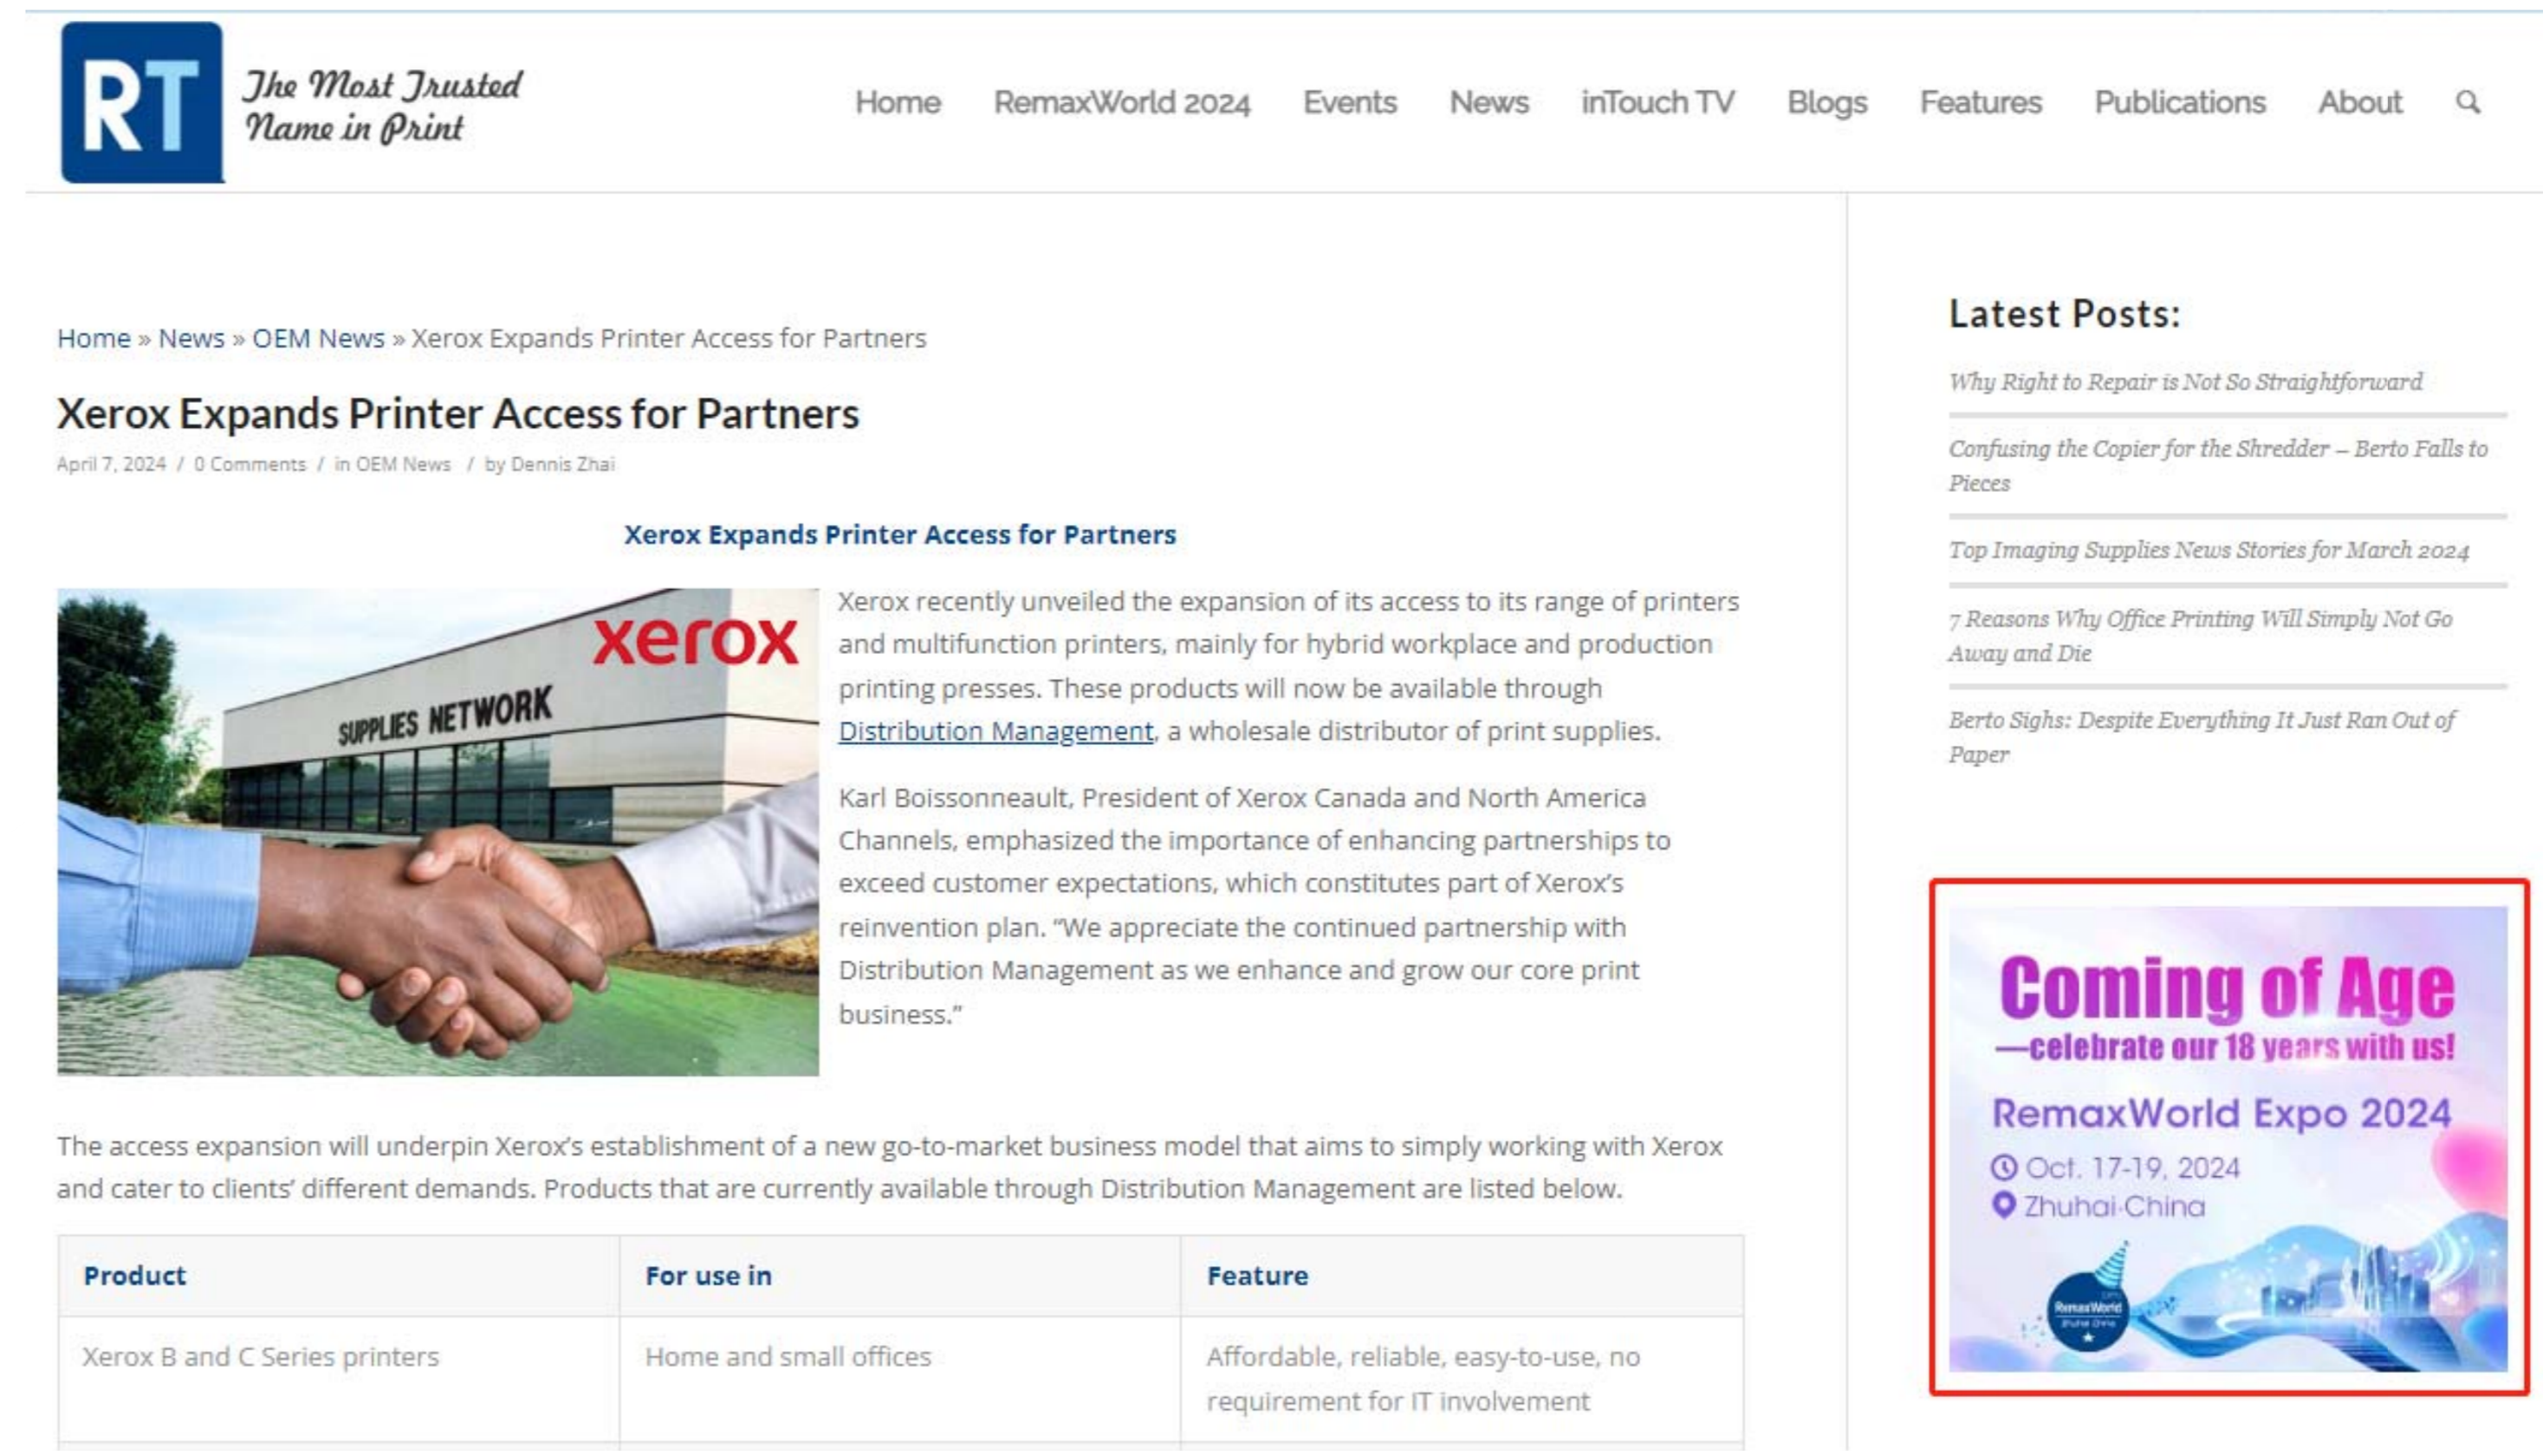 RT
The Most Trusted
Name in Print
Home RemaxWorld 2024 Events News inTouch TV Blogs Features Publications About
Home » News » OEM News » Xerox Expands Printer Access for Partners
Xerox Expands Printer Access for Partners
April 7, 2024 / 0 Comments / in OEM News / by Dennis Zhai
Xerox Expands Printer Access for Partners
xerox
SUPPLIES NETWORK
Xerox recently unveiled the expansion of its access to its range of printers
and multifunction printers, mainly for hybrid workplace and production
printing presses. These products will now be available through
Distribution Management, a wholesale distributor of print supplies.
Karl Boissonneault, President of Xerox Canada and North America
Channels, emphasized the importance of enhancing partnerships to
exceed customer expectations, which constitutes part of Xerox’s
reinvention plan. “We appreciate the continued partnership with
Distribution Management as we enhance and grow our core print
business.”
The access expansion will underpin Xerox’s establishment of a new go-to-market business model that aims to simply working with Xerox
and cater to clients’ different demands. Products that are currently available through Distribution Management are listed below.
Product For use in Feature
Xerox B and C Series printers Home and small offices Affordable, reliable, easy-to-use, no
requirement for IT involvement
Latest Posts:
Why Right to Repair is Not So Straightforward
Confusing the Copier for the Shredder – Berto Falls to
Pieces
Top Imaging Supplies News Stories for March 2024
7 Reasons Why Office Printing Will Simply Not Go
Away and Die
Berto Sighs: Despite Everything It Just Ran Out of
Paper
Coming of Age
—celebrate our 18 years with us!
RemaxWorld Expo 2024
Oct. 17-19, 2024
Zhuhai·China
RemaxWorld
Zhuhai China